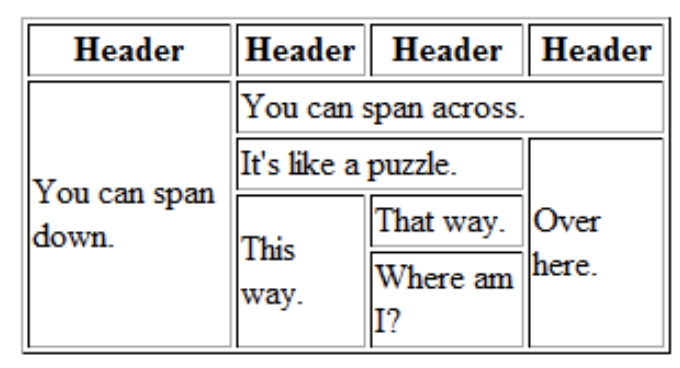 Header Header Header Header
You can span across.
It's like a puzzle.
You can span
down.
This
way.
That way.
Where am
I?
Over
here.